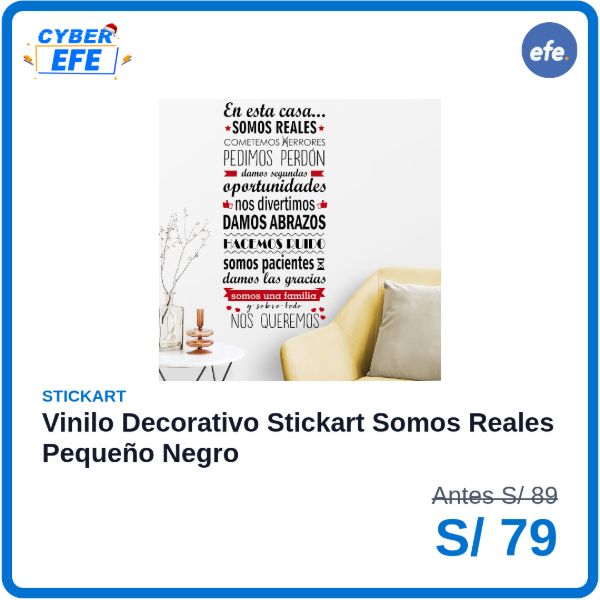 CYBER
EFE
efe.
En esta casa...
SOMOS REALES
COMETEMOS ERRORES
PEDIMOS PERDÓN
damos segundas
oportunidades
nos divertimos
DAMOS ABRAZOS
HACEMOS RUIDO
somos pacientes
damos las gracias
somos una familia
y sobre todo
NOS QUEREMOS
STICKART
Vinilo Decorativo Stickart Somos Reales
Pequeño Negro
Antes S/ 89
S/ 79